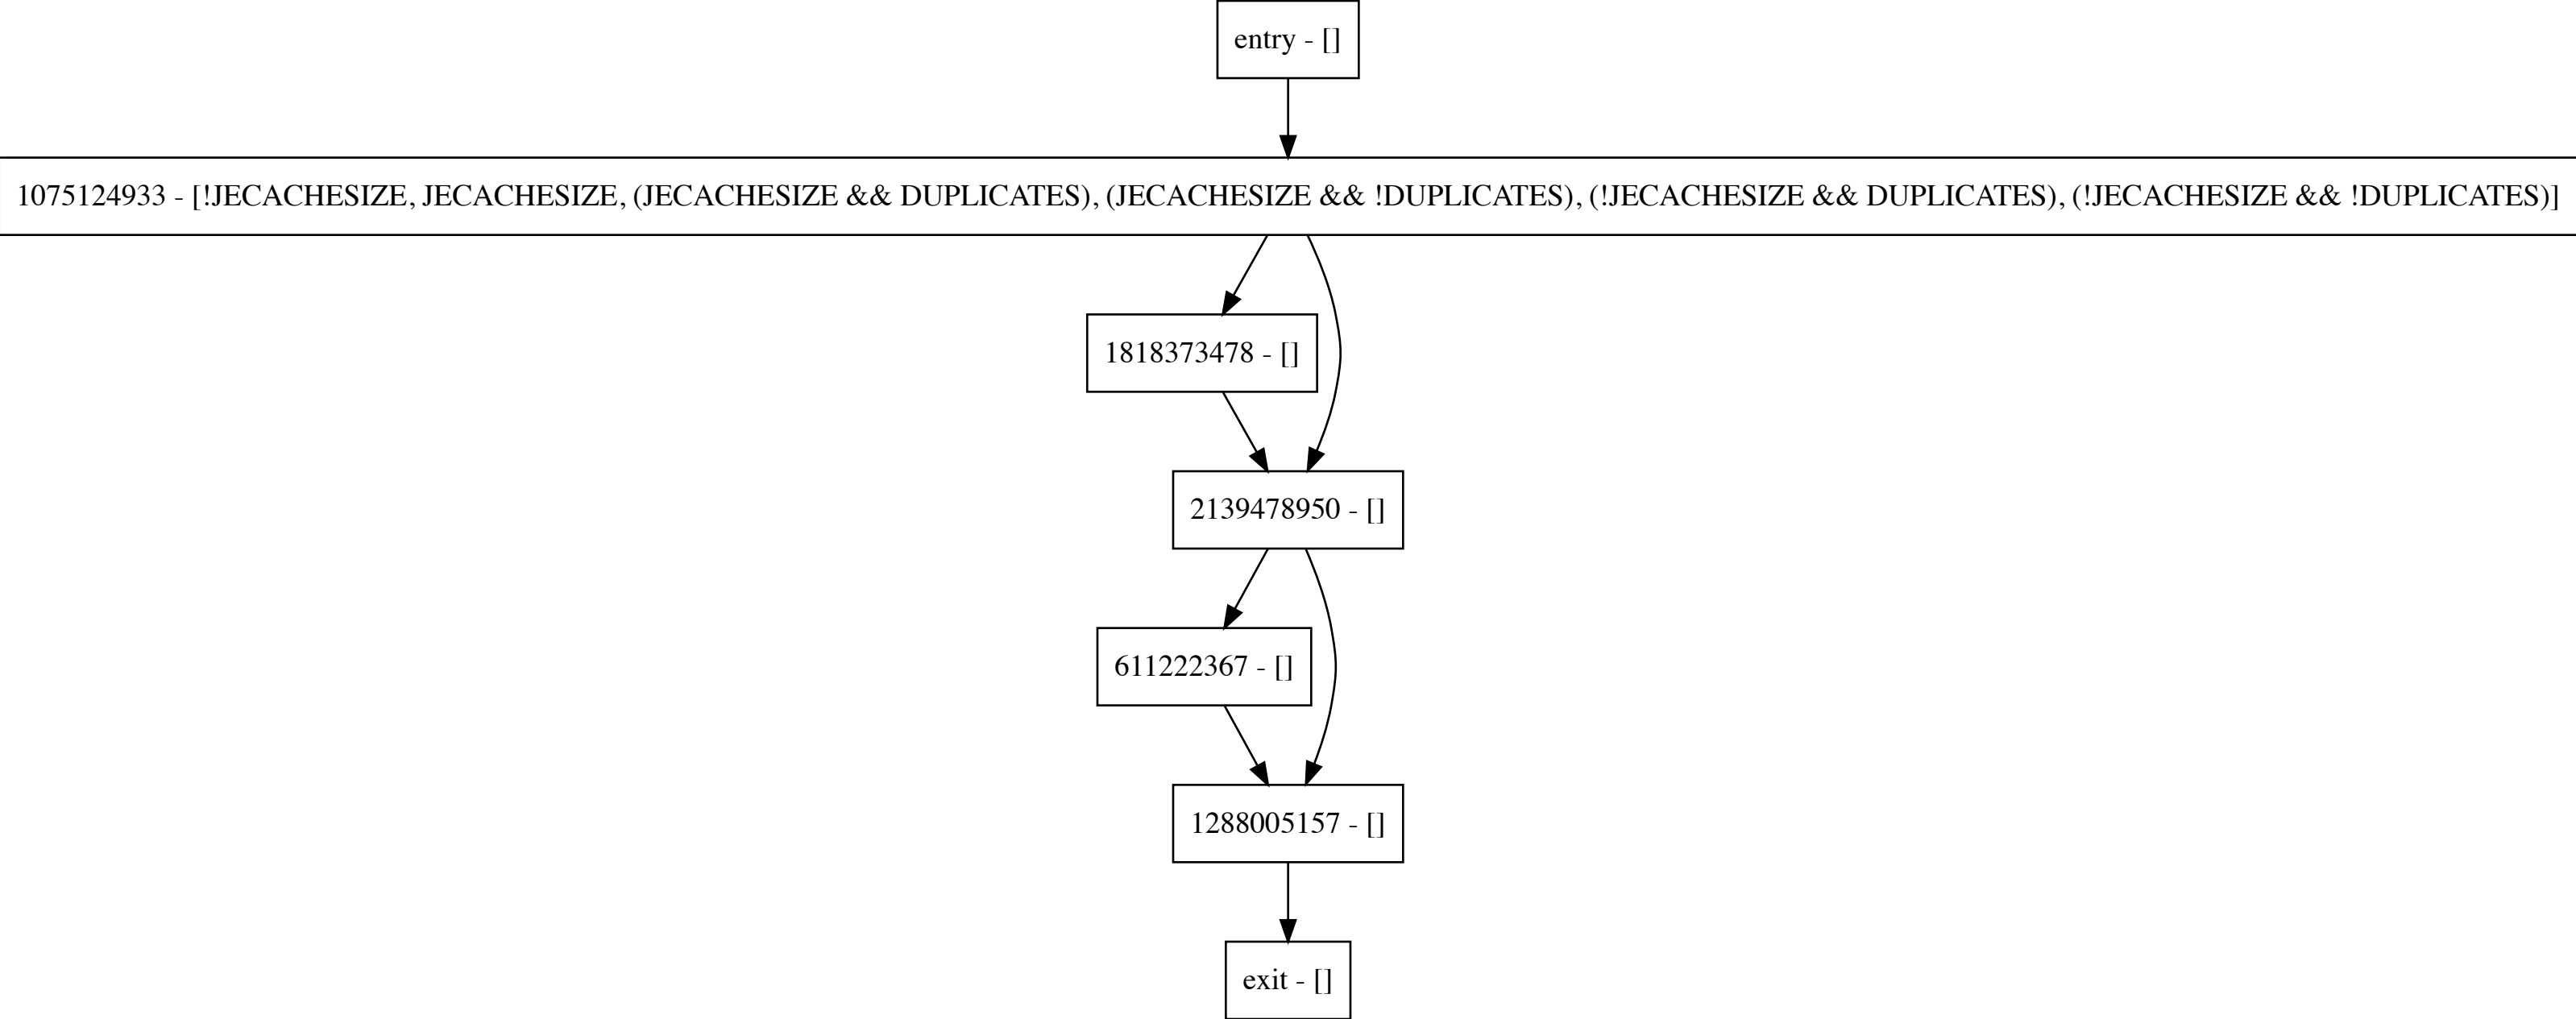 entry - []
1075124933 - [!JECACHESIZE, JECACHESIZE, (JECACHESIZE && DUPLICATES), (JECACHESIZE && !DUPLICATES), (!JECACHESIZE && DUPLICATES), (!JECACHESIZE && !DUPLICATES)]
1818373478 - []
2139478950 - []
611222367 - []
1288005157 - []
exit - []